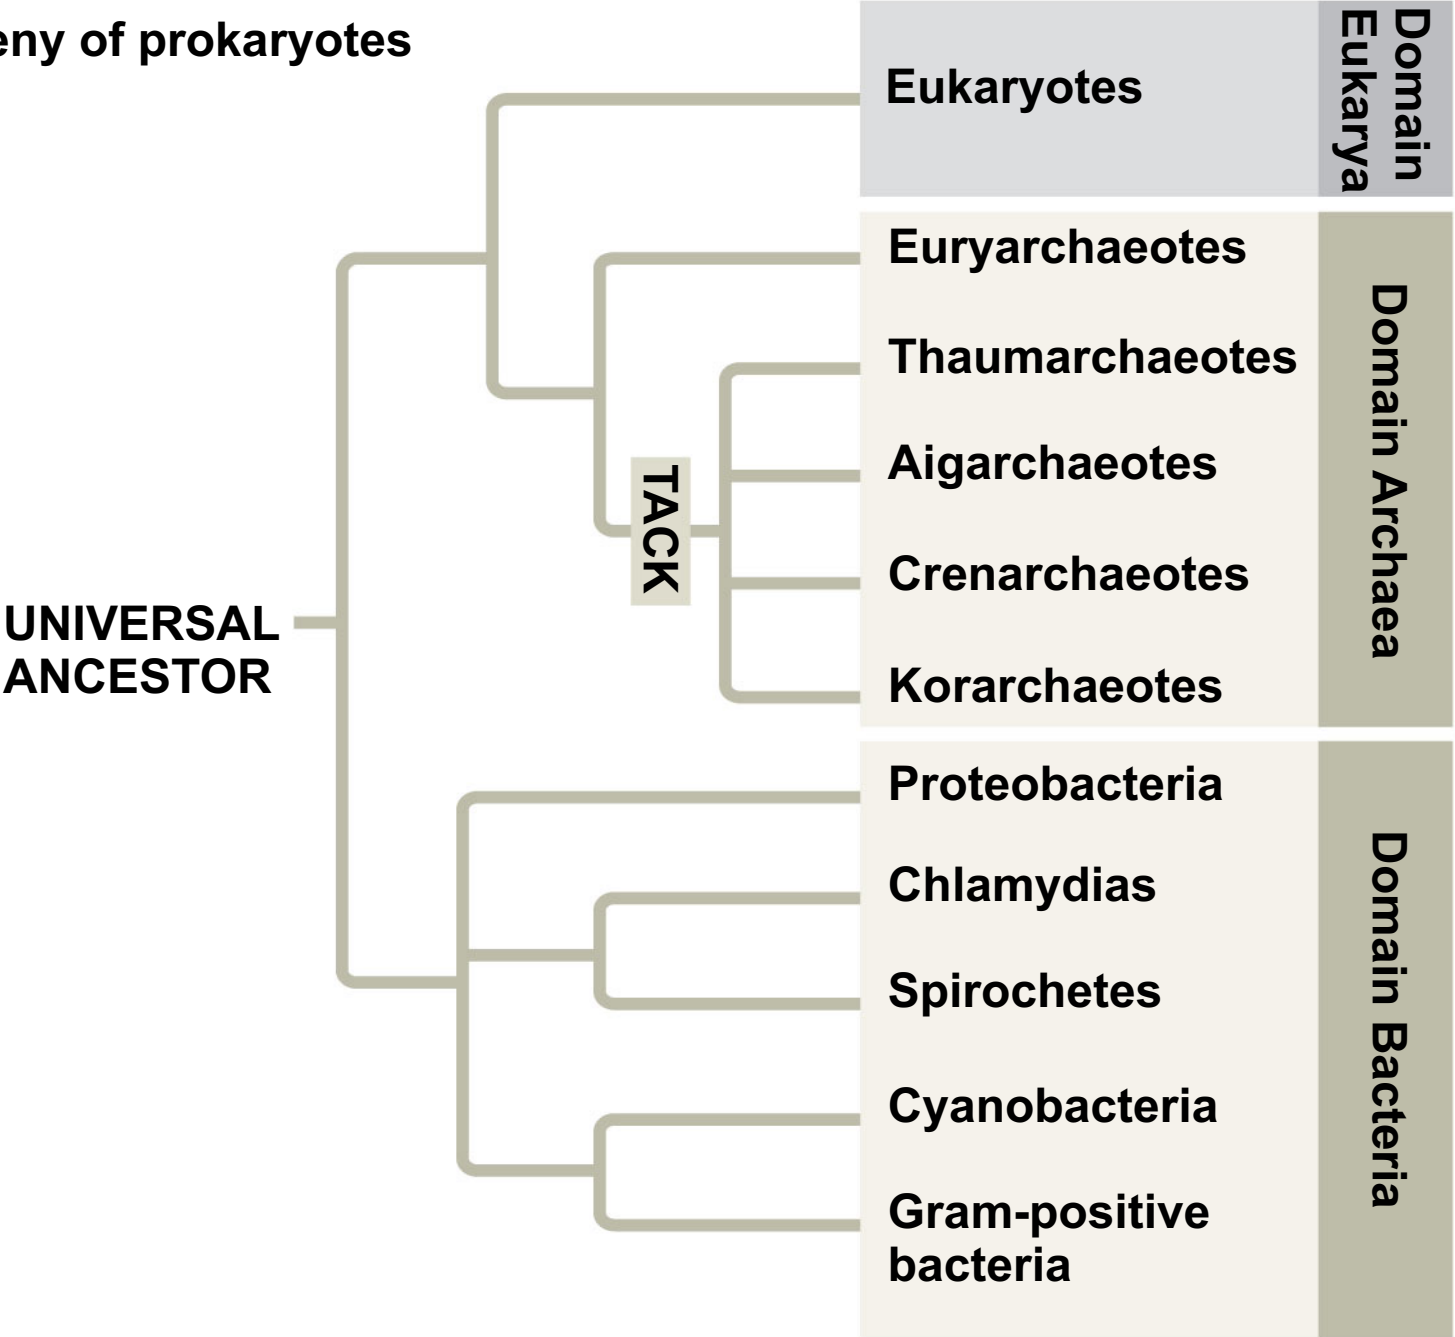 eny of prokaryotes
Eukaryotes
Domain
Eukarya
Euryarchaeotes
Thaumarchaeotes
Aigarchaeotes
Crenarchaeotes
Korarchaeotes
Domain Archaea
TACK
UNIVERSAL
ANCESTOR
Proteobacteria
Chlamydias
Spirochetes
Cyanobacteria
Gram-positive
bacteria
Domain Bacteria